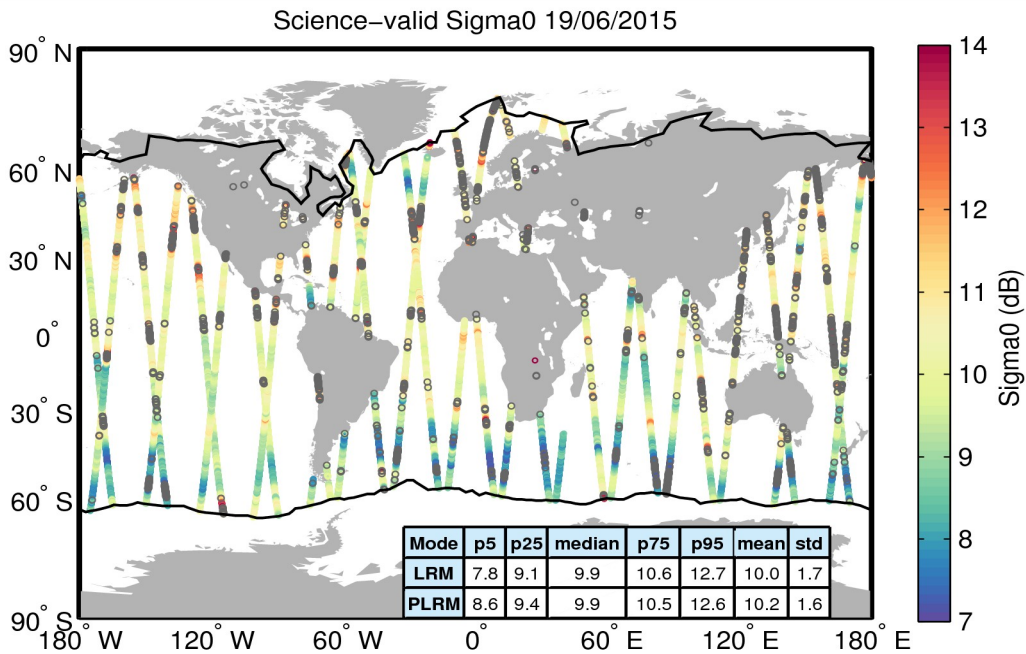 Science−valid Sigma0 19/06/2015
90° N
60° N
30° N
0°
30° S
60° S
90° S
180° W
120° W
60° W
0°
60° E
120° E
180° E
Mode p5 p25 median p75 p95 mean std
LRM 7.8 9.1 9.9 10.6 12.7 10.0 1.7
PLRM 8.6 9.4 9.9 10.5 12.6 10.2 1.6
14
13
12
11
10
9
8
7
Sigma0 (dB)